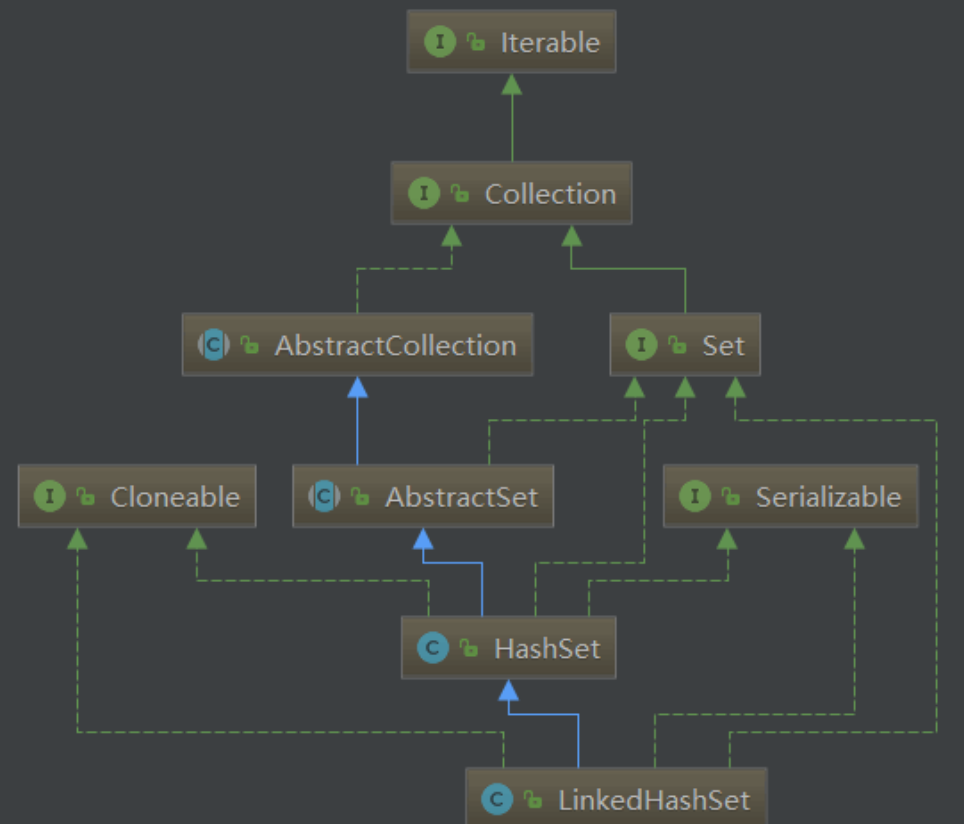 I Iterable
I Collection
C AbstractCollection
I Set
I Cloneable
C AbstractSet
I Serializable
C HashSet
C LinkedHashSet